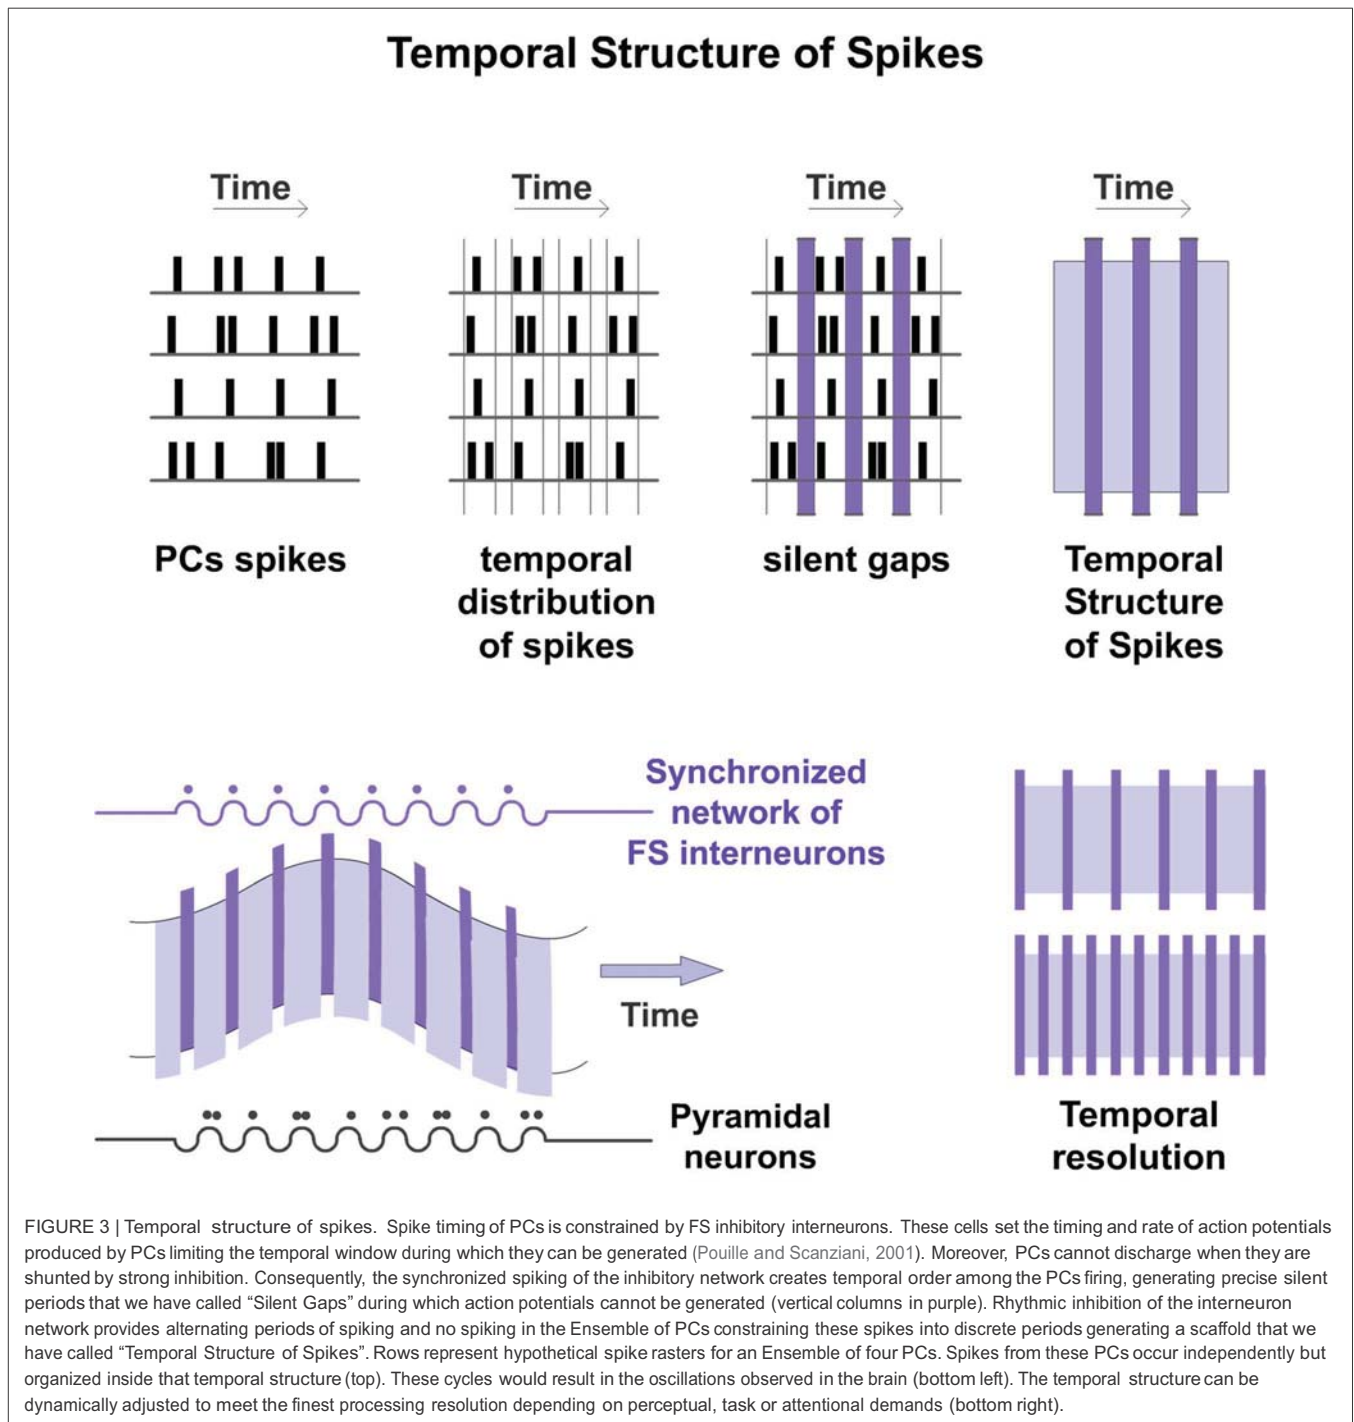 Temporal Structure of Spikes
Time
Time
Time
Time
PCs spikes
temporal
distribution
of spikes
silent gaps
Temporal
Structure
of Spikes
Synchronized
network of
FS interneurons
Time
Pyramidal
neurons
Temporal
resolution
FIGURE 3 | Temporal structure of spikes. Spike timing of PCs is constrained by FS inhibitory interneurons. These cells set the timing and rate of action potentials
produced by PCs limiting the temporal window during which they can be generated (Pouille and Scanziani, 2001). Moreover, PCs cannot discharge when they are
shunted by strong inhibition. Consequently, the synchronized spiking of the inhibitory network creates temporal order among the PCs firing, generating precise silent
periods that we have called “Silent Gaps” during which action potentials cannot be generated (vertical columns in purple). Rhythmic inhibition of the interneuron
network provides alternating periods of spiking and no spiking in the Ensemble of PCs constraining these spikes into discrete periods generating a scaffold that we
have called “Temporal Structure of Spikes”. Rows represent hypothetical spike rasters for an Ensemble of four PCs. Spikes from these PCs occur independently but
organized inside that temporal structure (top). These cycles would result in the oscillations observed in the brain (bottom left). The temporal structure can be
dynamically adjusted to meet the finest processing resolution depending on perceptual, task or attentional demands (bottom right).